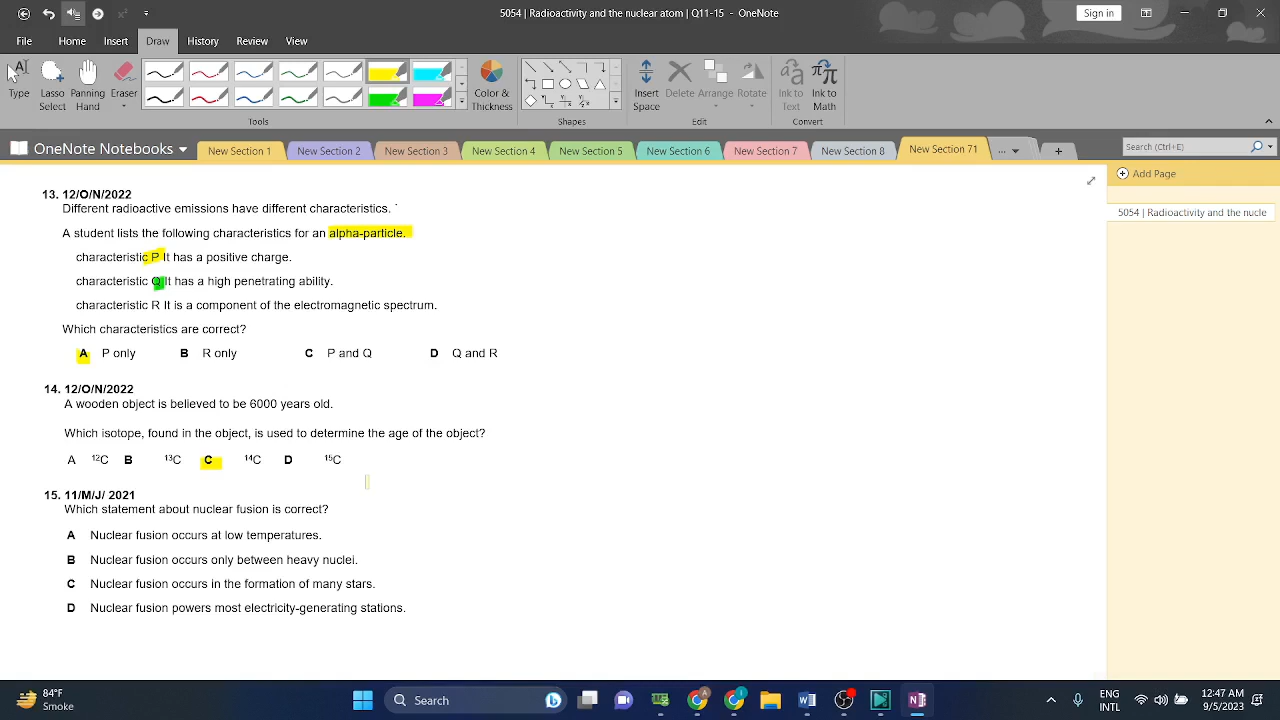 5054 | Radioactivity and the nuclear atom | Q11-15 - OneNote
Sign in
File Home Insert Draw History Review View
Type
Lasso Select
Panning Hand
Eraser
Color & Thickness
Insert Space
Delete
Arrange
Rotate
Ink to Text
Ink to Math
Tools Shapes Edit Convert
OneNote Notebooks New Section 1 New Section 2 New Section 3 New Section 4 New Section 5 New Section 6 New Section 7 New Section 8 New Section 71 ... + Search (Ctrl+E)
Add Page
5054 | Radioactivity and the nucle
13. 12/O/N/2022
Different radioactive emissions have different characteristics.
A student lists the following characteristics for an alpha-particle.
characteristic P It has a positive charge.
characteristic Q It has a high penetrating ability.
characteristic R It is a component of the electromagnetic spectrum.
Which characteristics are correct?
A P only B R only C P and Q D Q and R
14. 12/O/N/2022
A wooden object is believed to be 6000 years old.
Which isotope, found in the object, is used to determine the age of the object?
A ¹²C B ¹³C C ¹⁴C D ¹⁵C
15. 11/M/J/ 2021
Which statement about nuclear fusion is correct?
A Nuclear fusion occurs at low temperatures.
B Nuclear fusion occurs only between heavy nuclei.
C Nuclear fusion occurs in the formation of many stars.
D Nuclear fusion powers most electricity-generating stations.
84°F
Smoke
Search
ENG
INTL
12:47 AM
9/5/2023